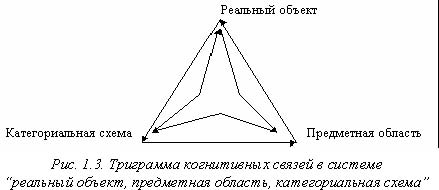 Реальный объект
Категориальная схема Предметная область
Рис. 1.3. Триграмма когнитивных связей в системе
“реальный объект, предметная область, категориальная схема”